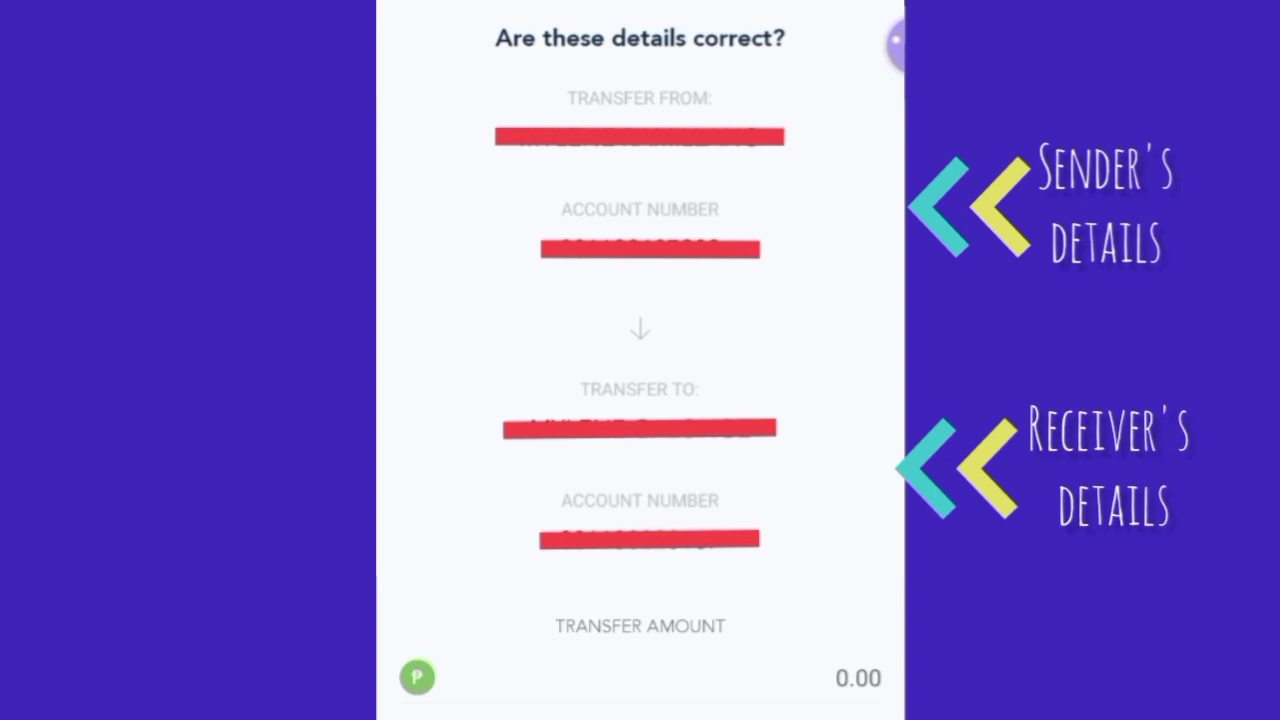 Are these details correct?
TRANSFER FROM:
ACCOUNT NUMBER
SENDER'S
DETAILS
TRANSFER TO:
RECEIVER'S
DETAILS
ACCOUNT NUMBER
TRANSFER AMOUNT
₱ 0.00